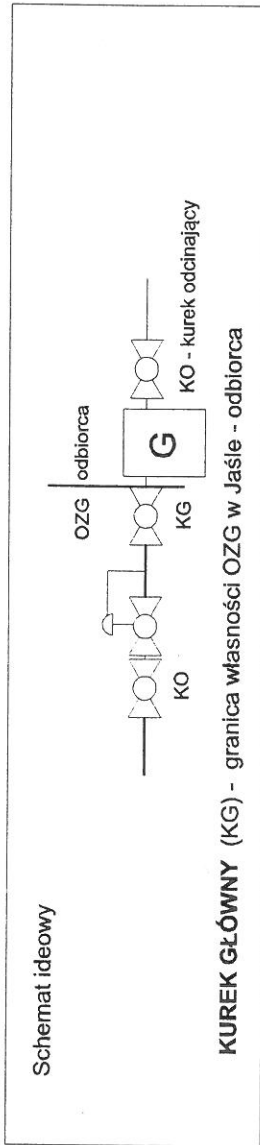 Schemat ideowy
OZG odbiorca
G
KO
KG
KO - kurek odcinający
KUREK GŁÓWNY (KG) - granica własności OZG w Jaśle - odbiorca